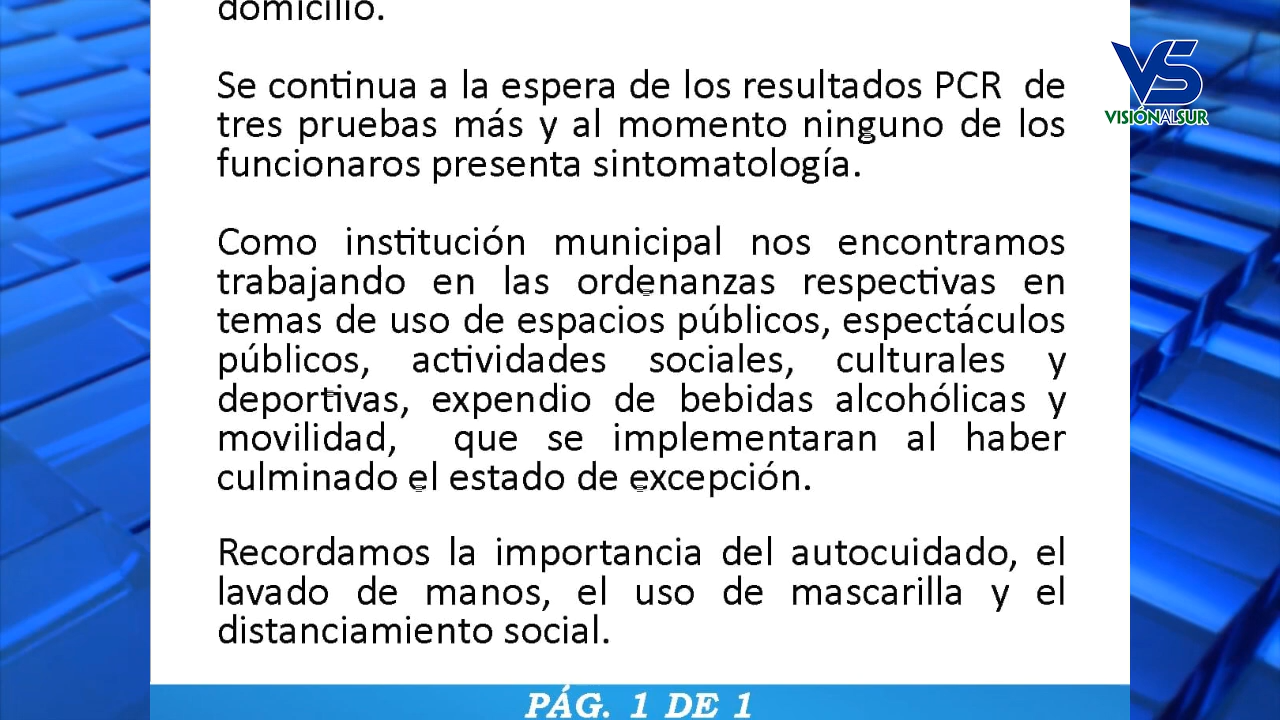 domicilio.
Se continua a la espera de los resultados PCR de
tres pruebas más y al momento ninguno de los
funcionaros presenta sintomatología.
Como institución municipal nos encontramos
trabajando en las ordenanzas respectivas en
temas de uso de espacios públicos, espectáculos
públicos, actividades sociales, culturales y
deportivas, expendio de bebidas alcohólicas y
movilidad, que se implementaran al haber
culminado el estado de excepción.
Recordamos la importancia del autocuidado, el
lavado de manos, el uso de mascarilla y el
distanciamiento social.
PÁG. 1 DE 1
VS
VISIÓNALSUR